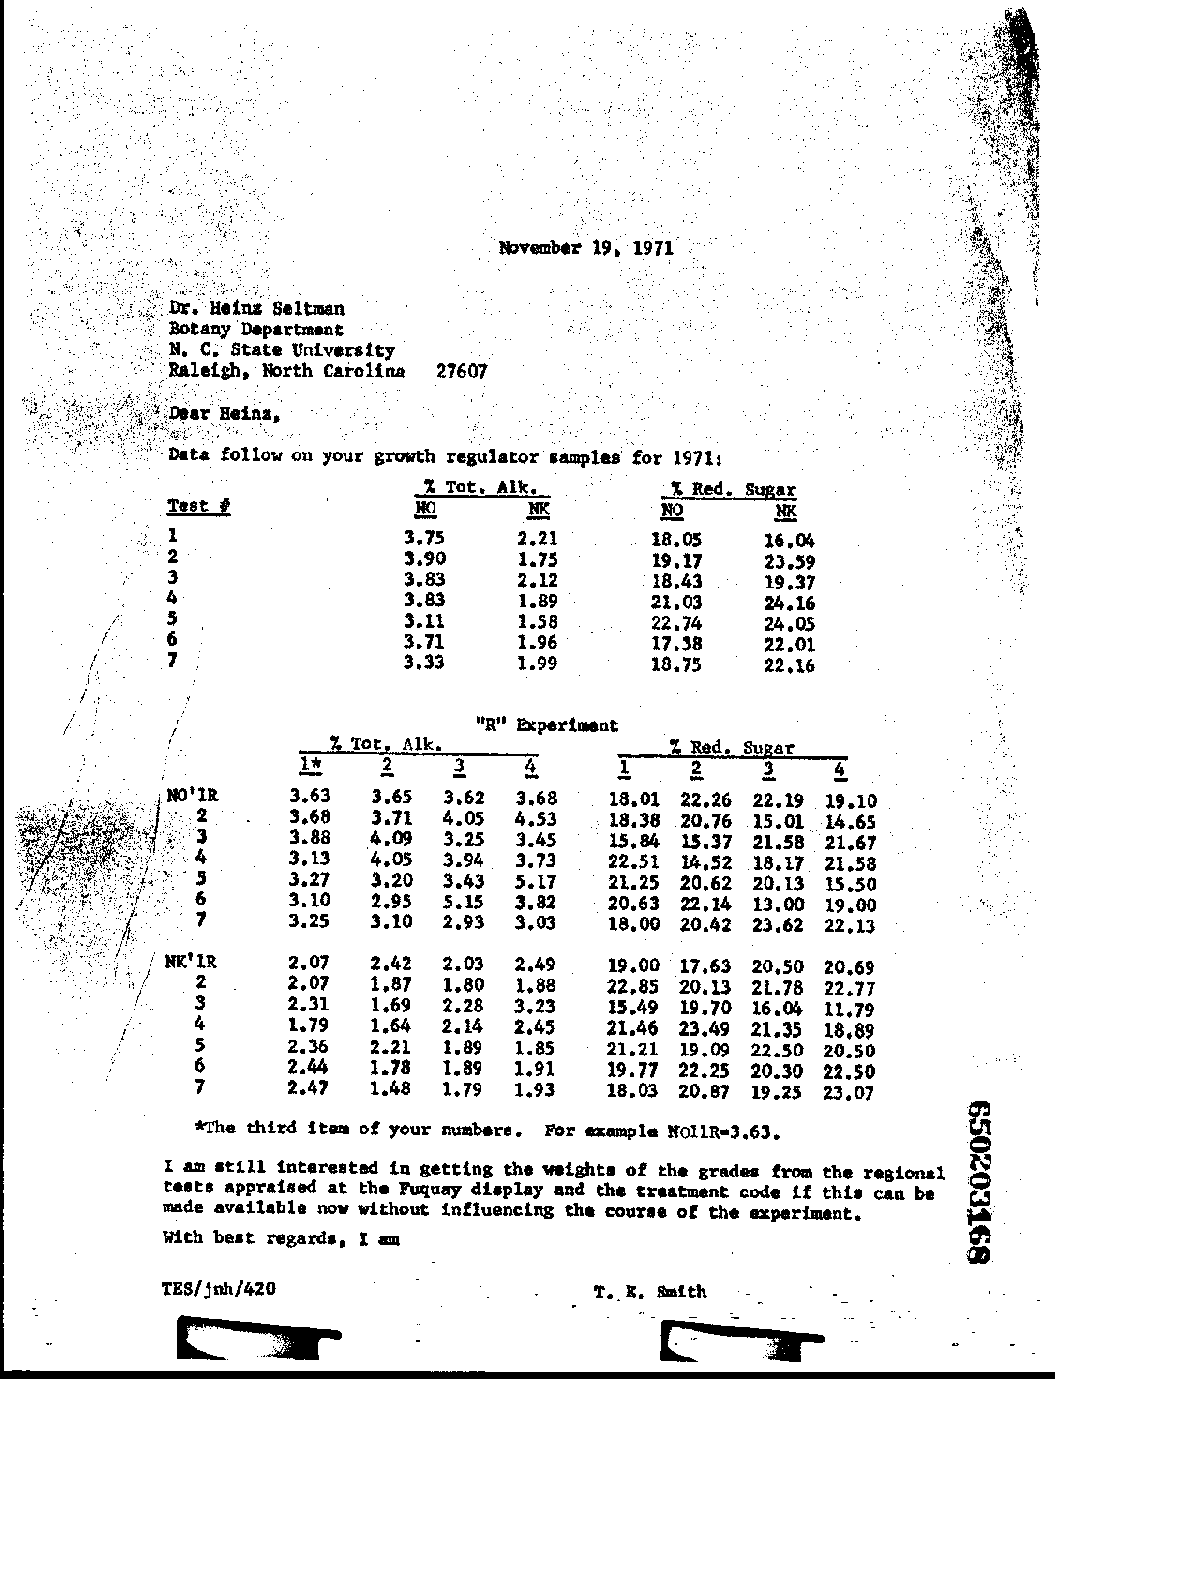 November 19, 1971
Dr. Heinz Seltman
Botany Department
N. C. State University
Raleigh, North Carolina 27607
Dear Heinz,
Data follow on your growth regulator samples for 1971:
% Tot. Alk. % Red. Sugar
Test # NO NK NO NK
1 3.75 2.21 18.05 16.04
2 3.90 1.75 19.17 23.59
3 3.83 2.12 18.43 19.37
4 3.83 1.89 21.03 24.16
5 3.11 1.58 22.74 24.05
6 3.71 1.96 17.38 22.01
7 3.33 1.99 18.75 22.16
"R" Experiment
% Tot. Alk. % Red. Sugar
1* 2 3 4 1 2 3 4
NO'1R 3.63 3.65 3.62 3.68 18.01 22.26 22.19 19.10
2 3.68 3.71 4.05 4.53 18.38 20.76 15.01 14.65
3 3.88 4.09 3.25 3.45 15.84 15.37 21.58 21.67
4 3.13 4.05 3.94 3.73 22.51 14.52 18.17 21.58
5 3.27 3.20 3.43 5.17 21.25 20.62 20.13 15.50
6 3.10 2.95 5.15 3.82 20.63 22.14 13.00 19.00
7 3.25 3.10 2.93 3.03 18.00 20.42 23.62 22.13
NK'1R 2.07 2.42 2.03 2.49 19.00 17.63 20.50 20.69
2 2.07 1.87 1.80 1.88 22.85 20.13 21.78 22.77
3 2.31 1.69 2.28 3.23 15.49 19.70 16.04 11.79
4 1.79 1.64 2.14 2.45 21.46 23.49 21.35 18.89
5 2.36 2.21 1.89 1.85 21.21 19.09 22.50 20.50
6 2.44 1.78 1.89 1.91 19.77 22.25 20.30 22.50
7 2.47 1.48 1.79 1.93 18.03 20.87 19.25 23.07
*The third item of your numbers. For example NO11R=3.63.
I am still interested in getting the weights of the grades from the regional
tests appraised at the Fuquay display and the treatment code if this can be
made available now without influencing the course of the experiment.
With best regards, I am
TES/jnh/420 T. E. Smith
650203168